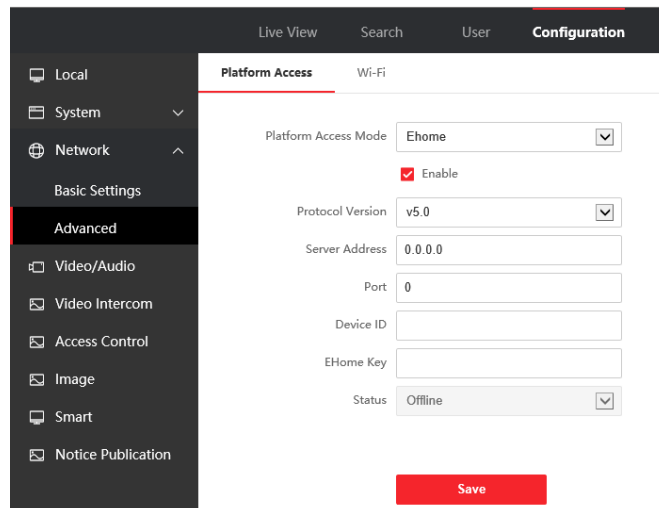 Live View Search User Configuration
Local
System
Network
Basic Settings
Advanced
Video/Audio
Video Intercom
Access Control
Image
Smart
Notice Publication
Platform Access Wi-Fi
Platform Access Mode Ehome
Enable
Protocol Version v5.0
Server Address 0.0.0.0
Port 0
Device ID
EHome Key
Status Offline
Save